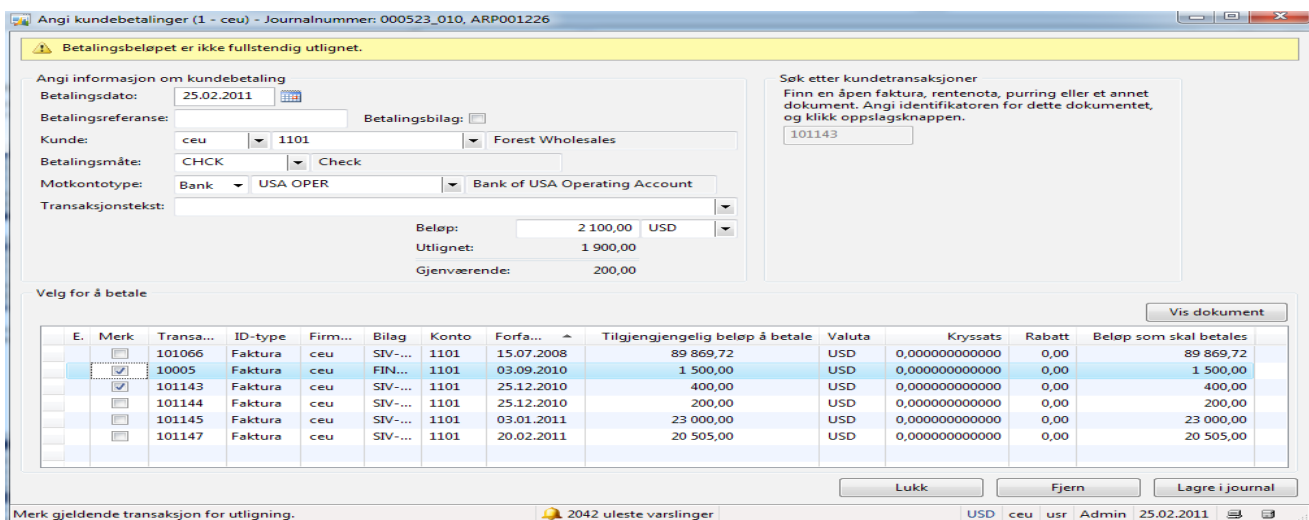 Angi kundebetalinger (1 - ceu) - Journalnummer: 000523_010, ARP001226
Betalingsbeløpet er ikke fullstendig utlignet.
Angi informasjon om kundebetaling
Betalingsdato: 25.02.2011
Betalingsreferanse: Betalingsbilag:
Kunde: ceu 1101 Forest Wholesales
Betalingsmåte: CHCK Check
Motkontotype: Bank USA OPER Bank of USA Operating Account
Transaksjonstekst:
Beløp: 2 100,00 USD
Utlignet: 1 900,00
Gjenværende: 200,00
Søk etter kundetransaksjoner
Finn en åpen faktura, rentenota, purring eller et annet
dokument. Angi identifikatoren for dette dokumentet,
og klikk oppslagsknappen.
101143
Velg for å betale
Vis dokument
E. Merk Transa... ID-type Firm... Bilag Konto Forfa... Tilgjengjengelig beløp å betale Valuta Kryssats Rabatt Beløp som skal betales
101066 Faktura ceu SIV-... 1101 15.07.2008 89 869,72 USD 0,000000000000 0,00 89 869,72
10005 Faktura ceu FIN... 1101 03.09.2010 1 500,00 USD 0,000000000000 0,00 1 500,00
101143 Faktura ceu SIV-... 1101 25.12.2010 400,00 USD 0,000000000000 0,00 400,00
101144 Faktura ceu SIV-... 1101 25.12.2010 200,00 USD 0,000000000000 0,00 200,00
101145 Faktura ceu SIV-... 1101 03.01.2011 23 000,00 USD 0,000000000000 0,00 23 000,00
101147 Faktura ceu SIV-... 1101 20.02.2011 20 505,00 USD 0,000000000000 0,00 20 505,00
Lukk Fjern Lagre i journal
Merk gjeldende transaksjon for utligning. 2042 uleste varslinger USD ceu usr Admin 25.02.2011